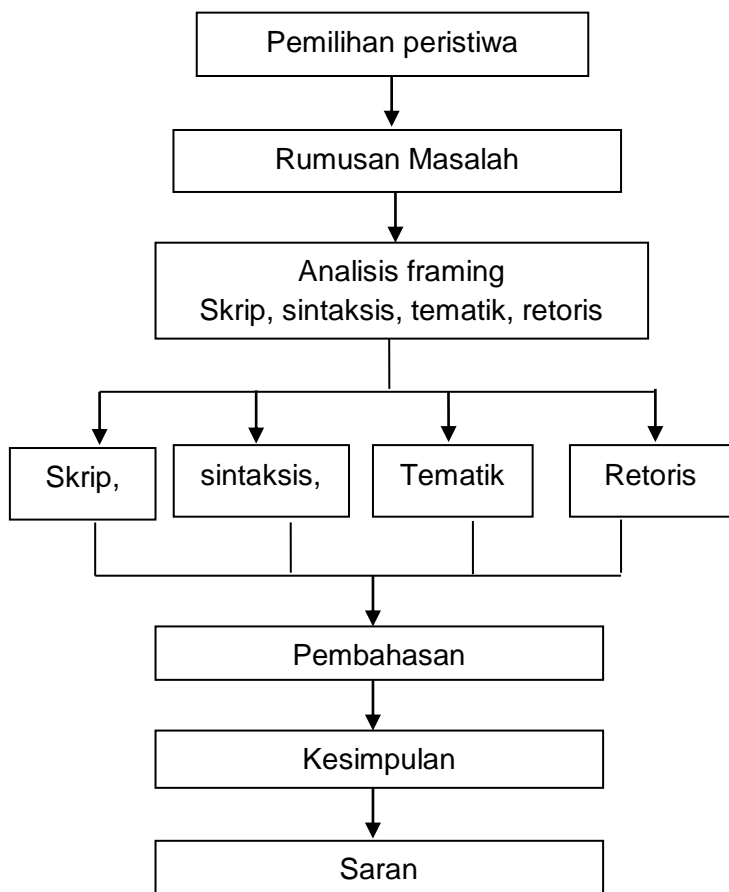 Pemilihan peristiwa
Rumusan Masalah
Analisis framing
Skrip, sintaksis, tematik, retoris
Skrip,
sintaksis,
Tematik
Retoris
Pembahasan
Kesimpulan
Saran